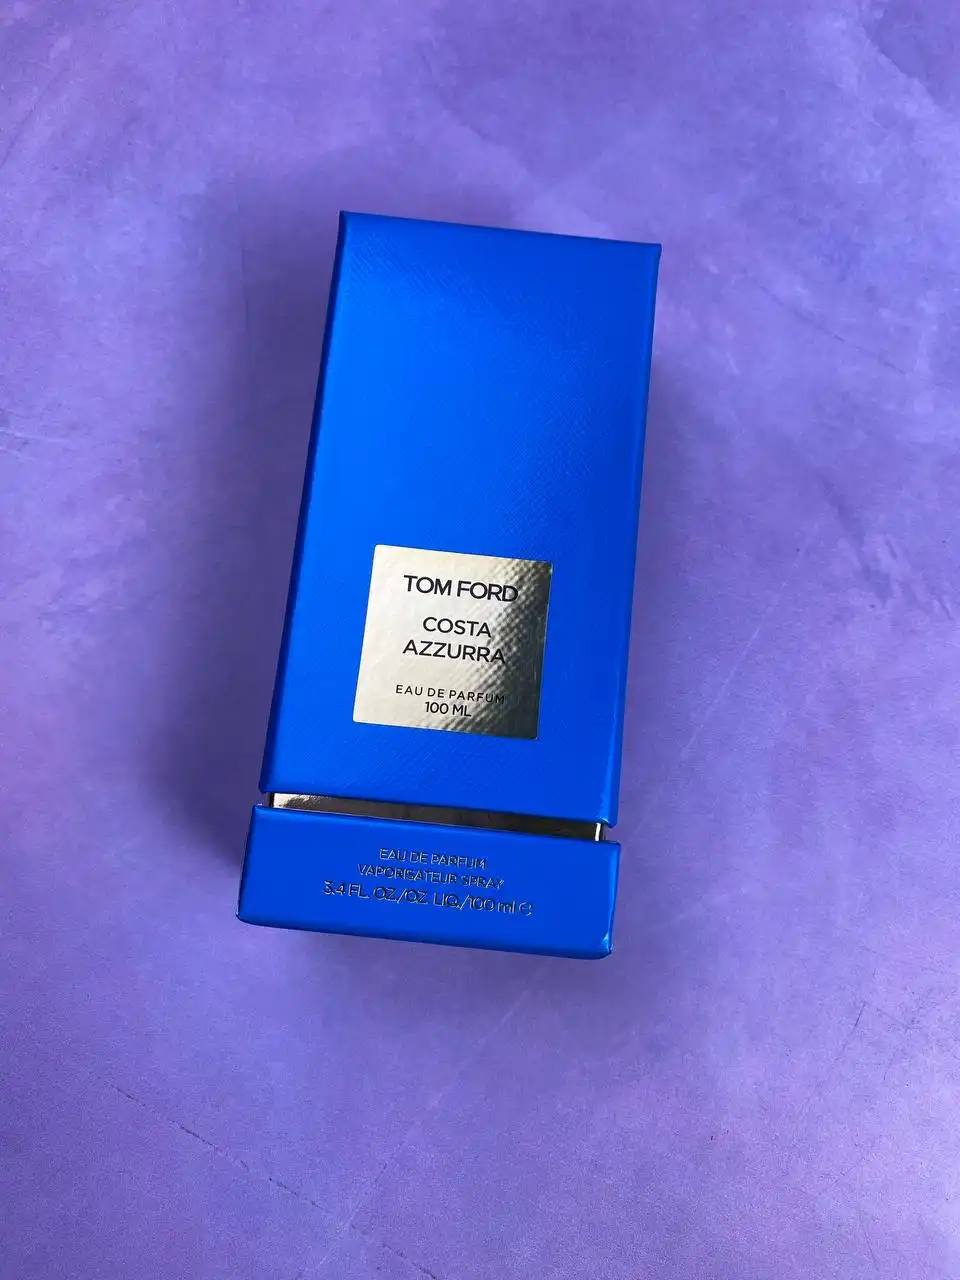 TOM FORD
COSTA
AZZURRA
EAU DE PARFUM
100 ML
EAU DE PARFUM
VAPORISATEUR SPRAY
3.4 FL. OZ./OZ. LIQ./100 ml ℮